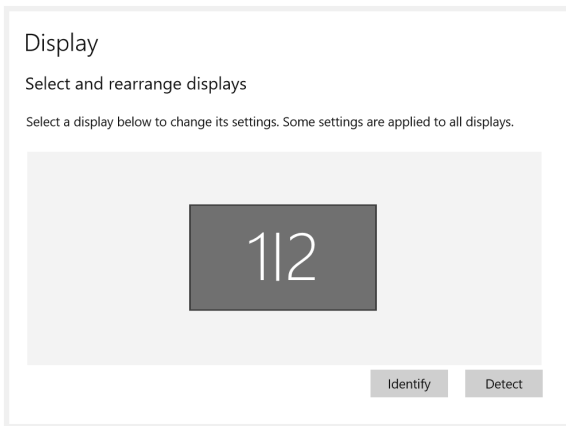 Display
Select and rearrange displays
Select a display below to change its settings. Some settings are applied to all displays.
1|2
Identify
Detect